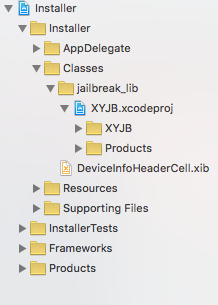 Installer
Installer
AppDelegate
Classes
jailbreak_lib
XYJB.xcodeproj
XYJB
Products
DeviceInfoHeaderCell.xib
Resources
Supporting Files
InstallerTests
Frameworks
Products